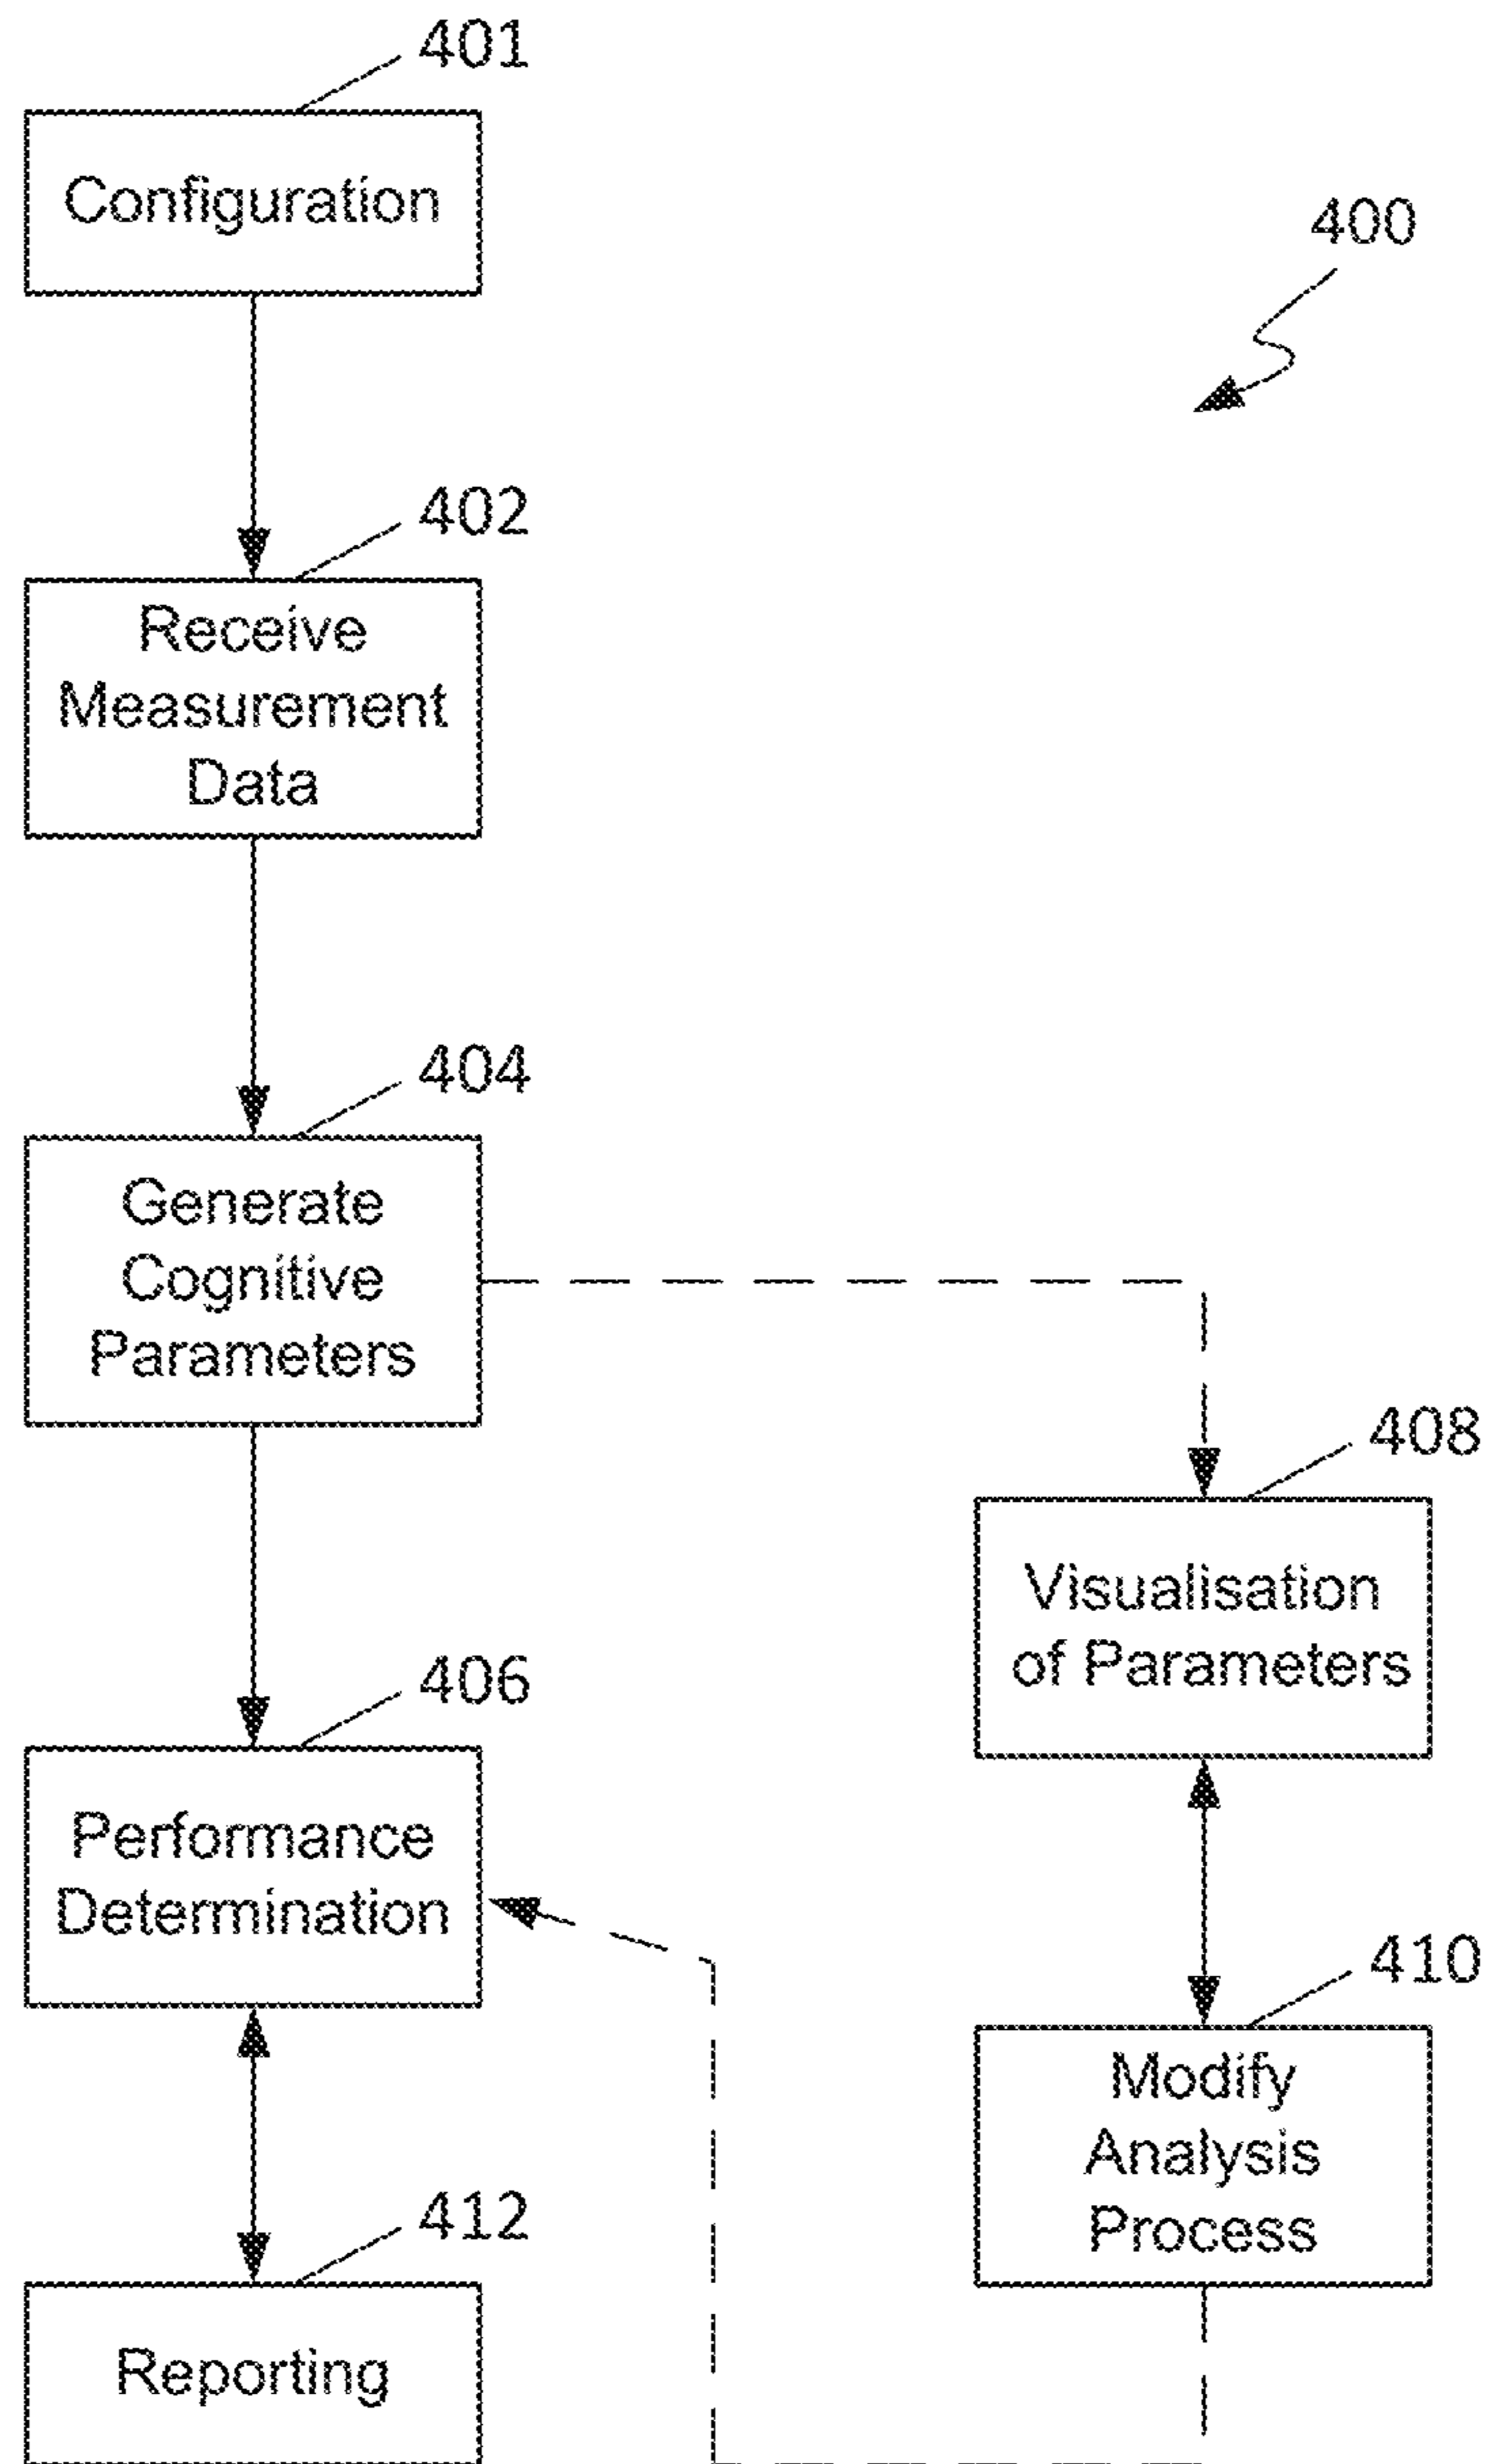 401
Configuration
400
402
Receive
Measurement
Data
404
Generate
Cognitive
Parameters
408
Visualisation
of Parameters
406
Performance
Determination
410
Modify
Analysis
Process
412
Reporting